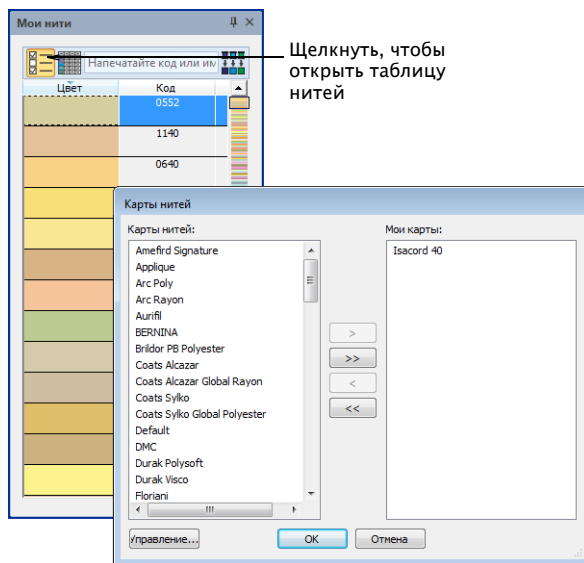 Мои нити
Напечатайте код или им
Щелкнуть, чтобы
открыть таблицу
нитей
Цвет Код
0552
1140
0640
Карты нитей
Карты нитей:
Amefird Signature
Applique
Arc Poly
Arc Rayon
Aurifil
BERNINA
Brildor PB Polyester
Coats Alcazar
Coats Alcazar Global Rayon
Coats Sylko
Coats Sylko Global Polyester
Default
DMC
Durak Polysoft
Durak Visco
Floriani
>
>>
<
<<
Мои карты:
Isacord 40
Управление... OK Отмена